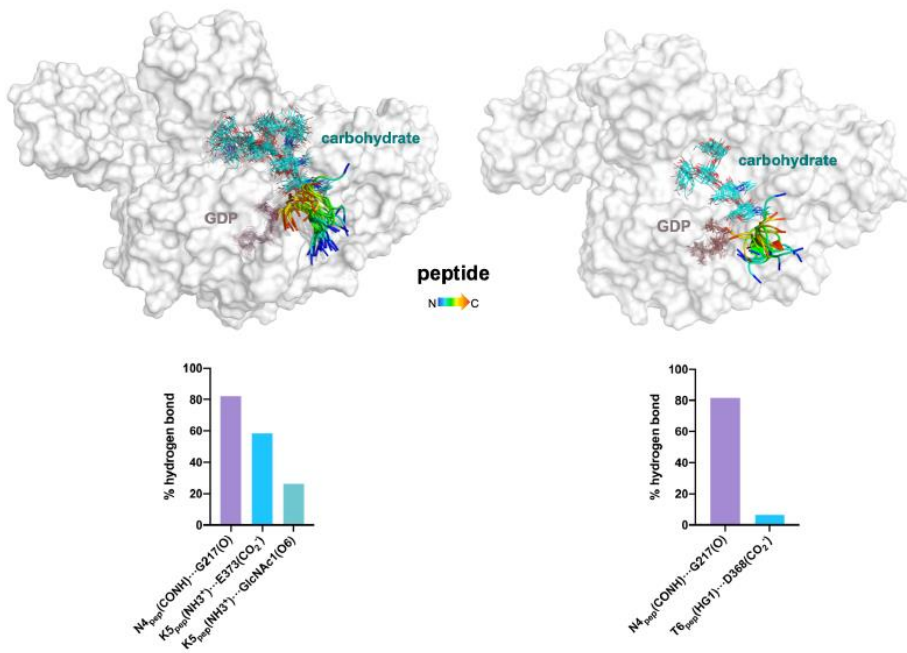 carbohydrate
GDP
carbohydrate
GDP
peptide
N C
% hydrogen bond
100
80
60
40
20
0
N4pep(CONH)···G217(O)
K5pep(NH3+)···E373(CO2-)
K5pep(NH3+)···GlcNAc1(O6)
% hydrogen bond
100
80
60
40
20
0
N4pep(CONH)···G217(O)
T6pep(HG1)···D368(CO2-)